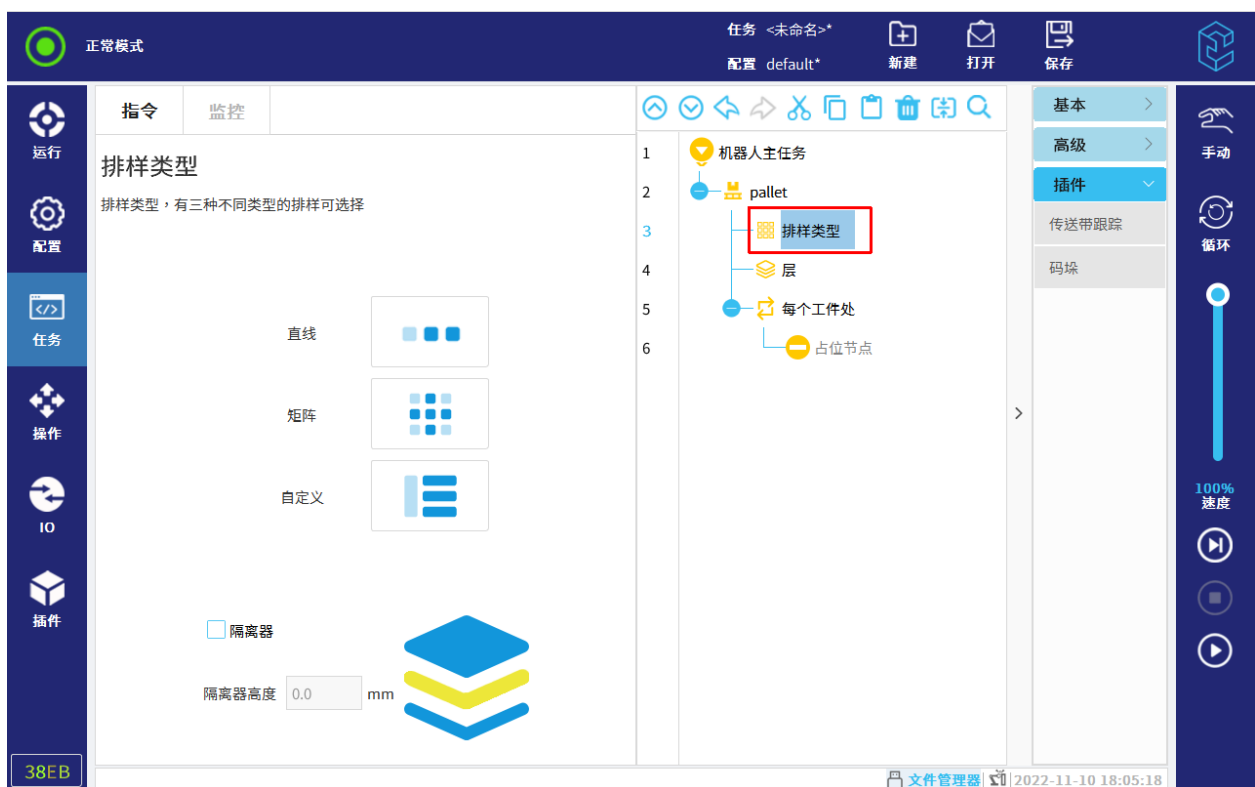 正常模式
任务 <未命名>*
配置 default*
新建
打开
保存
运行
配置
任务
操作
IO
插件
38EB
指令 监控
排样类型
排样类型，有三种不同类型的排样可选择
直线
矩阵
自定义
隔离器
隔离器高度 0.0 mm
1 机器人主任务
2 pallet
3 排样类型
4 层
5 每个工件处
6 占位节点
基本
高级
插件
传送带跟踪
码垛
手动
循环
100%
速度
文件管理器 2022-11-10 18:05:18